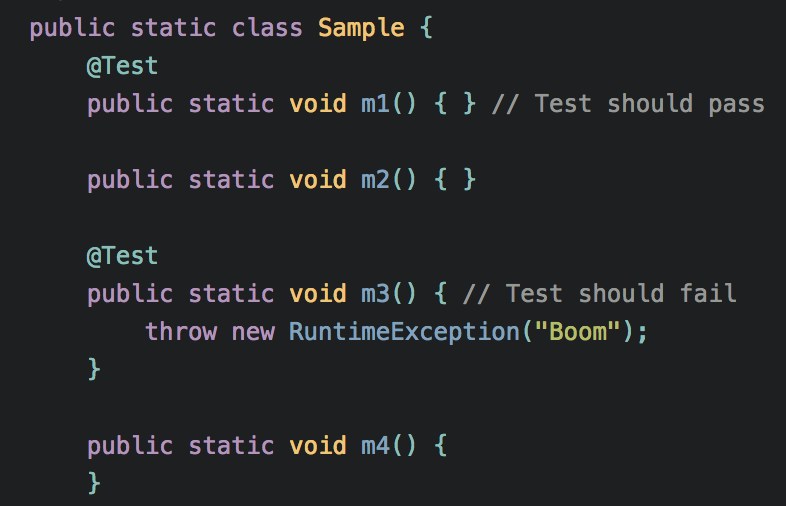 public static class Sample {
    @Test
    public static void m1() { } // Test should pass

    public static void m2() { }

    @Test
    public static void m3() { // Test should fail
        throw new RuntimeException("Boom");
    }

    public static void m4() {
    }